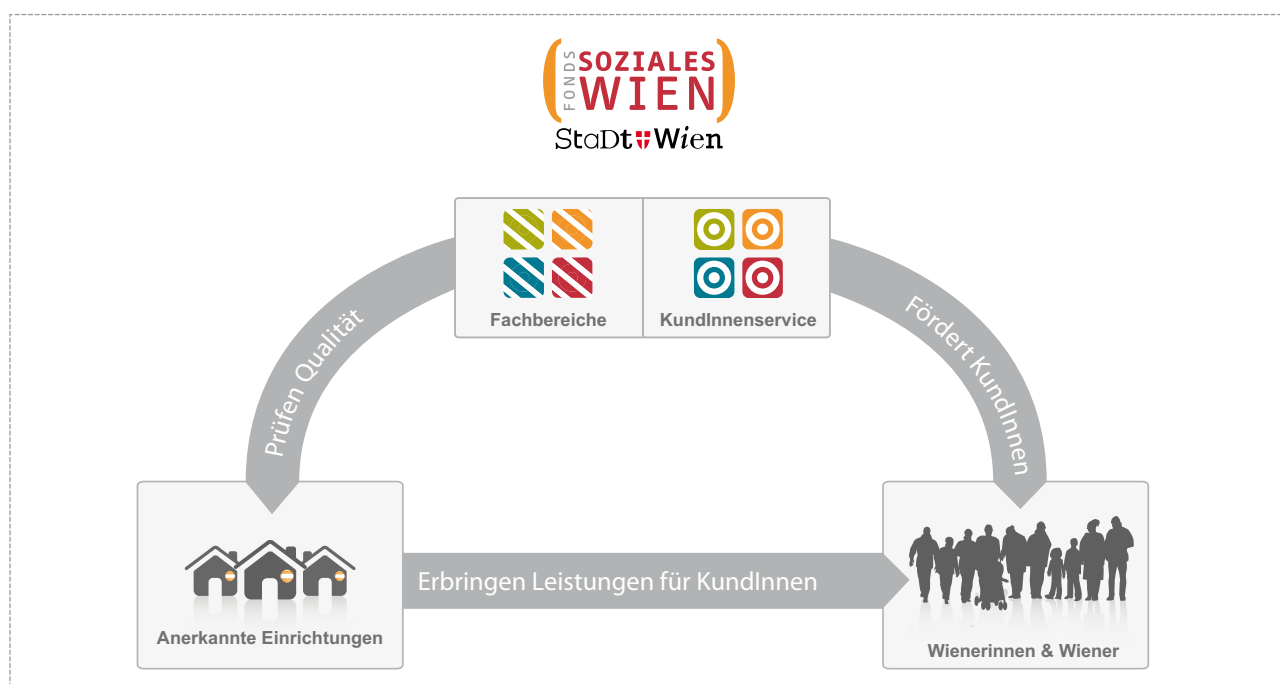 FONDS
SOZIALES
WIEN
StaDt Wien
Fachbereiche
KundInnenservice
Prüfen Qualität
Fördert KundInnen
Erbringen Leistungen für KundInnen
Anerkannte Einrichtungen
Wienerinnen & Wiener